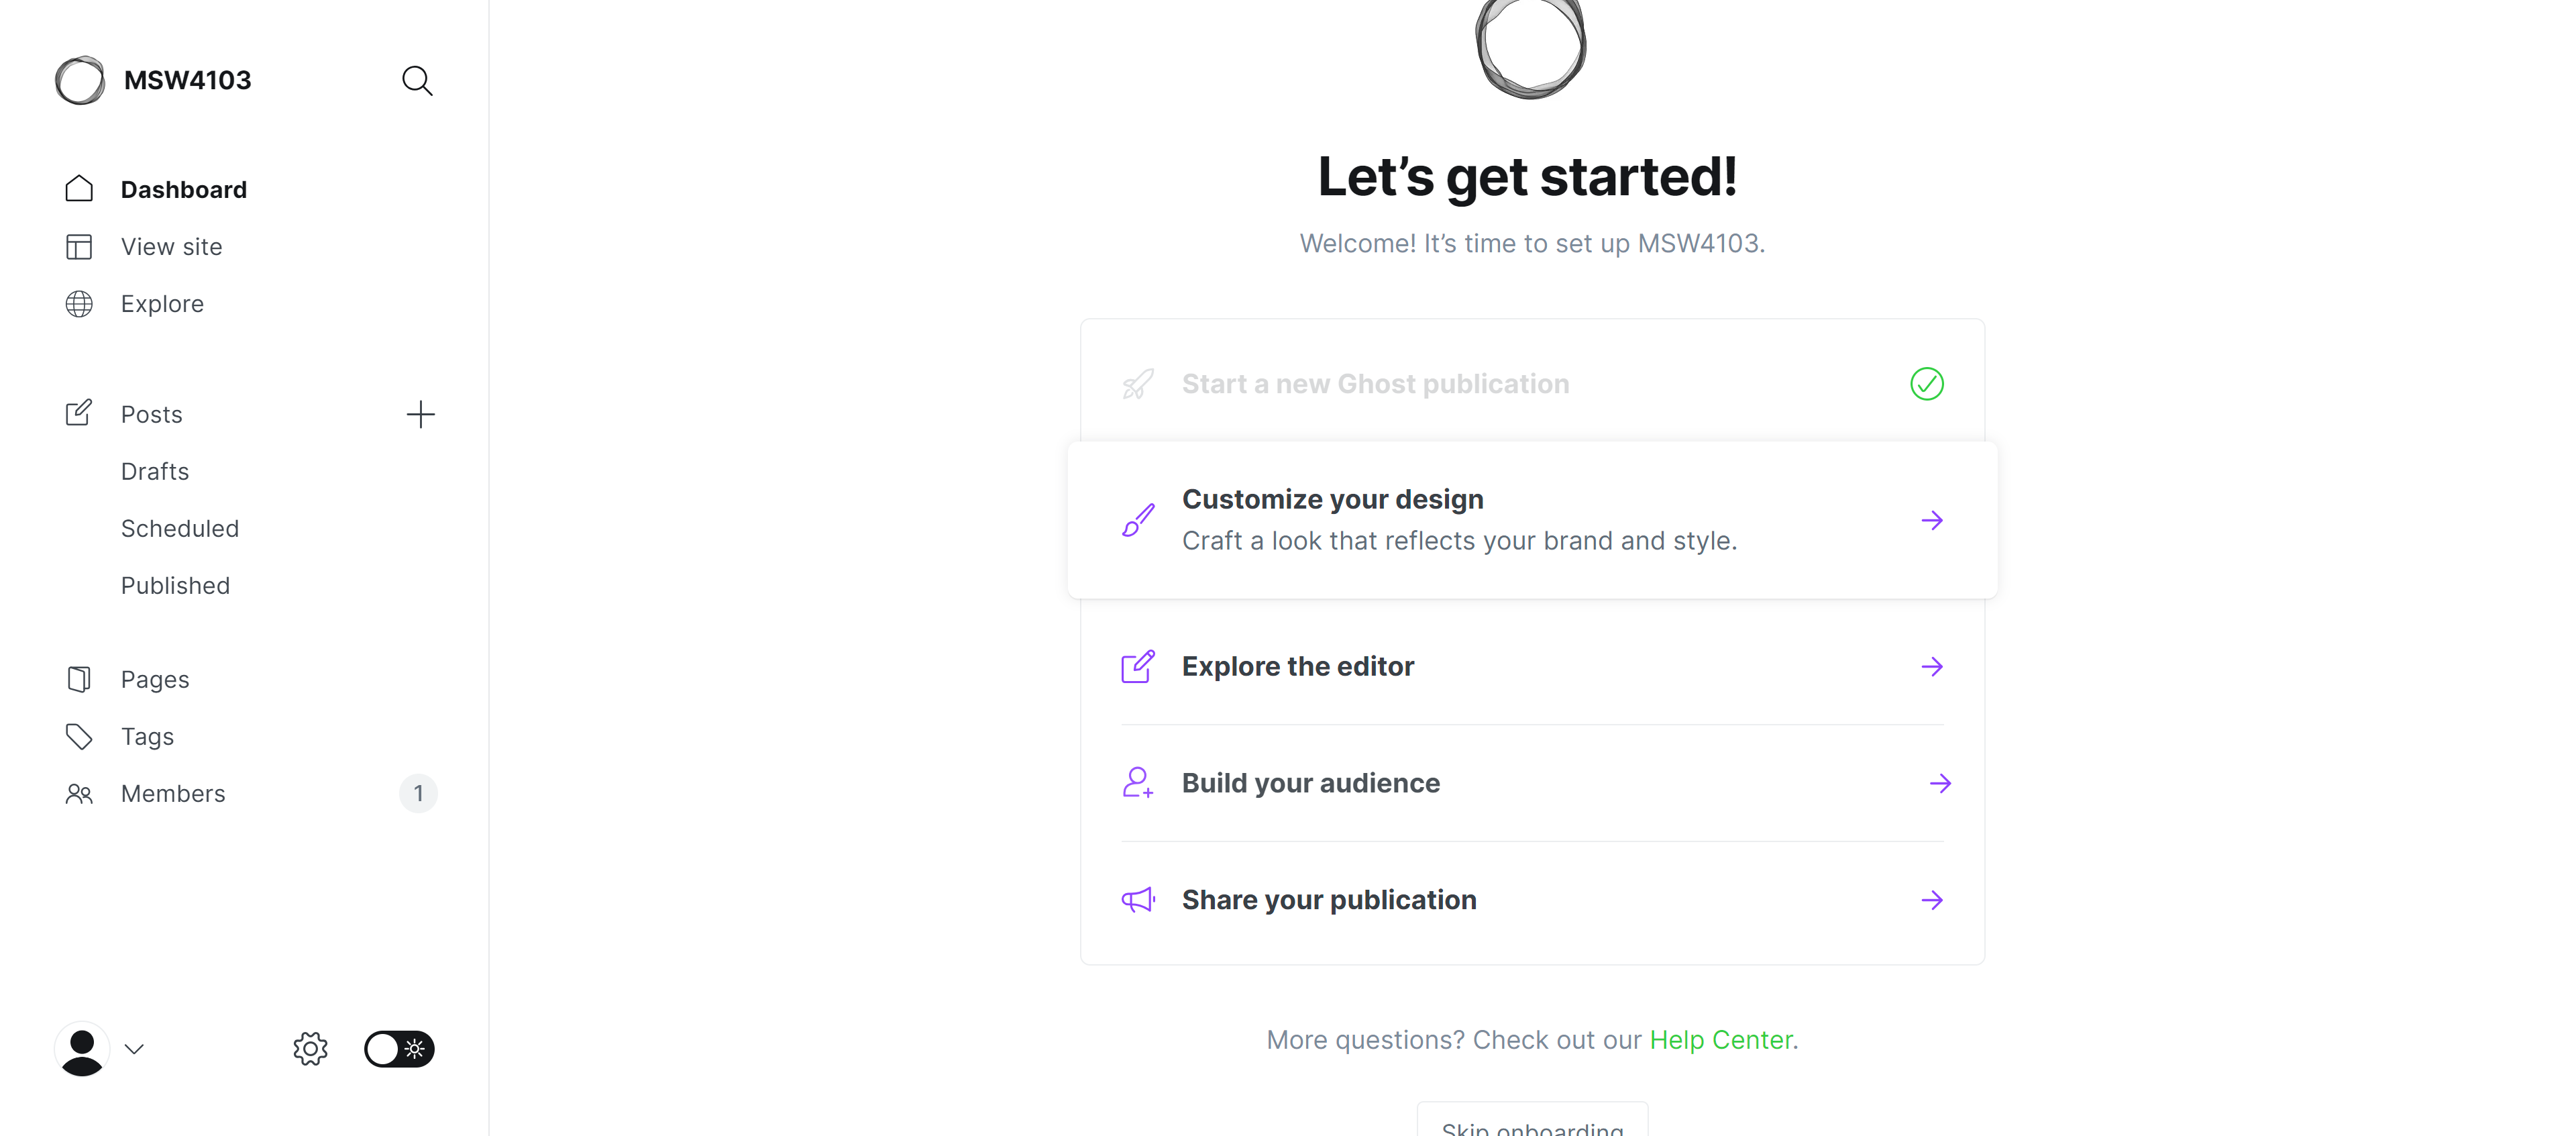 MSW4103
Dashboard
View site
Explore
Posts
Drafts
Scheduled
Published
Pages
Tags
Members
1
Let’s get started!
Welcome! It’s time to set up MSW4103.
Start a new Ghost publication
Customize your design
Craft a look that reflects your brand and style.
Explore the editor
Build your audience
Share your publication
More questions? Check out our Help Center.
Skip onboarding